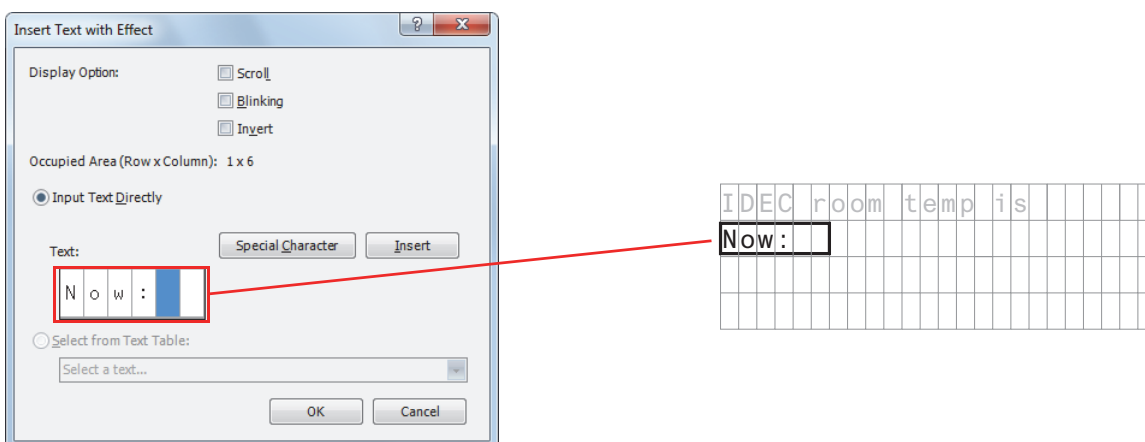 Insert Text with Effect
Display Option:
Scroll
Blinking
Invert
Occupied Area (Row x Column): 1 x 6
Input Text Directly
Text:
Special Character
Insert
Now:
Select from Text Table:
Select a text...
OK
Cancel
IDEC room temp is
Now: